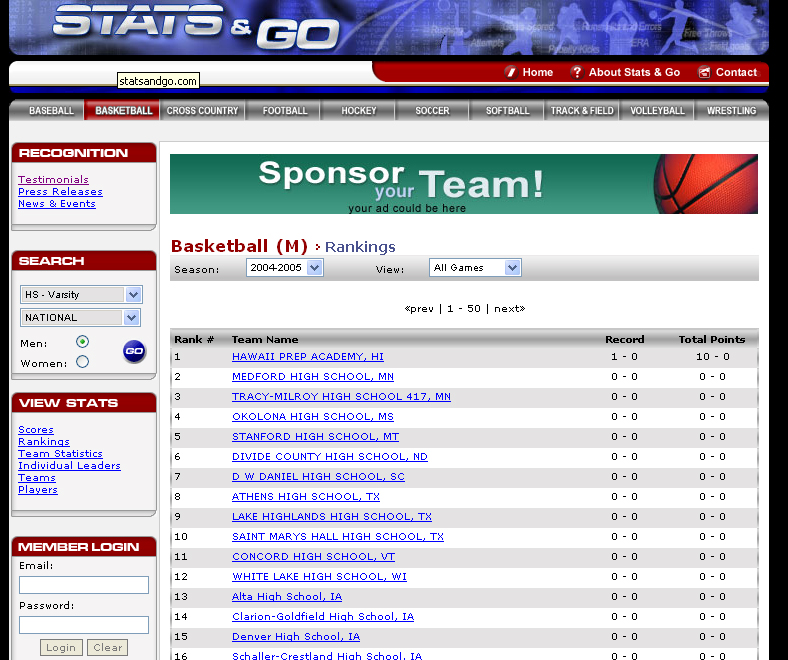 STATS & GO
Goals Scored
Runs
Errors
Attempts
ERA
Free Throws
Penalty Kicks
Field goals
Home
? About Stats & Go
Contact
statsandgo.com
BASEBALL BASKETBALL CROSS COUNTRY FOOTBALL HOCKEY SOCCER SOFTBALL TRACK & FIELD VOLLEYBALL WRESTLING
RECOGNITION
Testimonials
Press Releases
News & Events
SEARCH
HS - Varsity
NATIONAL
Men:
Women:
GO
VIEW STATS
Scores
Rankings
Team Statistics
Individual Leaders
Teams
Players
MEMBER LOGIN
Email:
Password:
Login Clear
Sponsor
your Team!
your ad could be here
Basketball (M) > Rankings
Season: 2004-2005 View: All Games
«prev | 1 - 50 | next»
Rank # Team Name Record Total Points
1 HAWAII PREP ACADEMY, HI 1 - 0 10 - 0
2 MEDFORD HIGH SCHOOL, MN 0 - 0 0 - 0
3 TRACY-MILROY HIGH SCHOOL 417, MN 0 - 0 0 - 0
4 OKOLONA HIGH SCHOOL, MS 0 - 0 0 - 0
5 STANFORD HIGH SCHOOL, MT 0 - 0 0 - 0
6 DIVIDE COUNTY HIGH SCHOOL, ND 0 - 0 0 - 0
7 D W DANIEL HIGH SCHOOL, SC 0 - 0 0 - 0
8 ATHENS HIGH SCHOOL, TX 0 - 0 0 - 0
9 LAKE HIGHLANDS HIGH SCHOOL, TX 0 - 0 0 - 0
10 SAINT MARYS HALL HIGH SCHOOL, TX 0 - 0 0 - 0
11 CONCORD HIGH SCHOOL, VT 0 - 0 0 - 0
12 WHITE LAKE HIGH SCHOOL, WI 0 - 0 0 - 0
13 Alta High School, IA 0 - 0 0 - 0
14 Clarion-Goldfield High School, IA 0 - 0 0 - 0
15 Denver High School, IA 0 - 0 0 - 0
16 Schaller-Crestland High School, IA 0 - 0 0 - 0